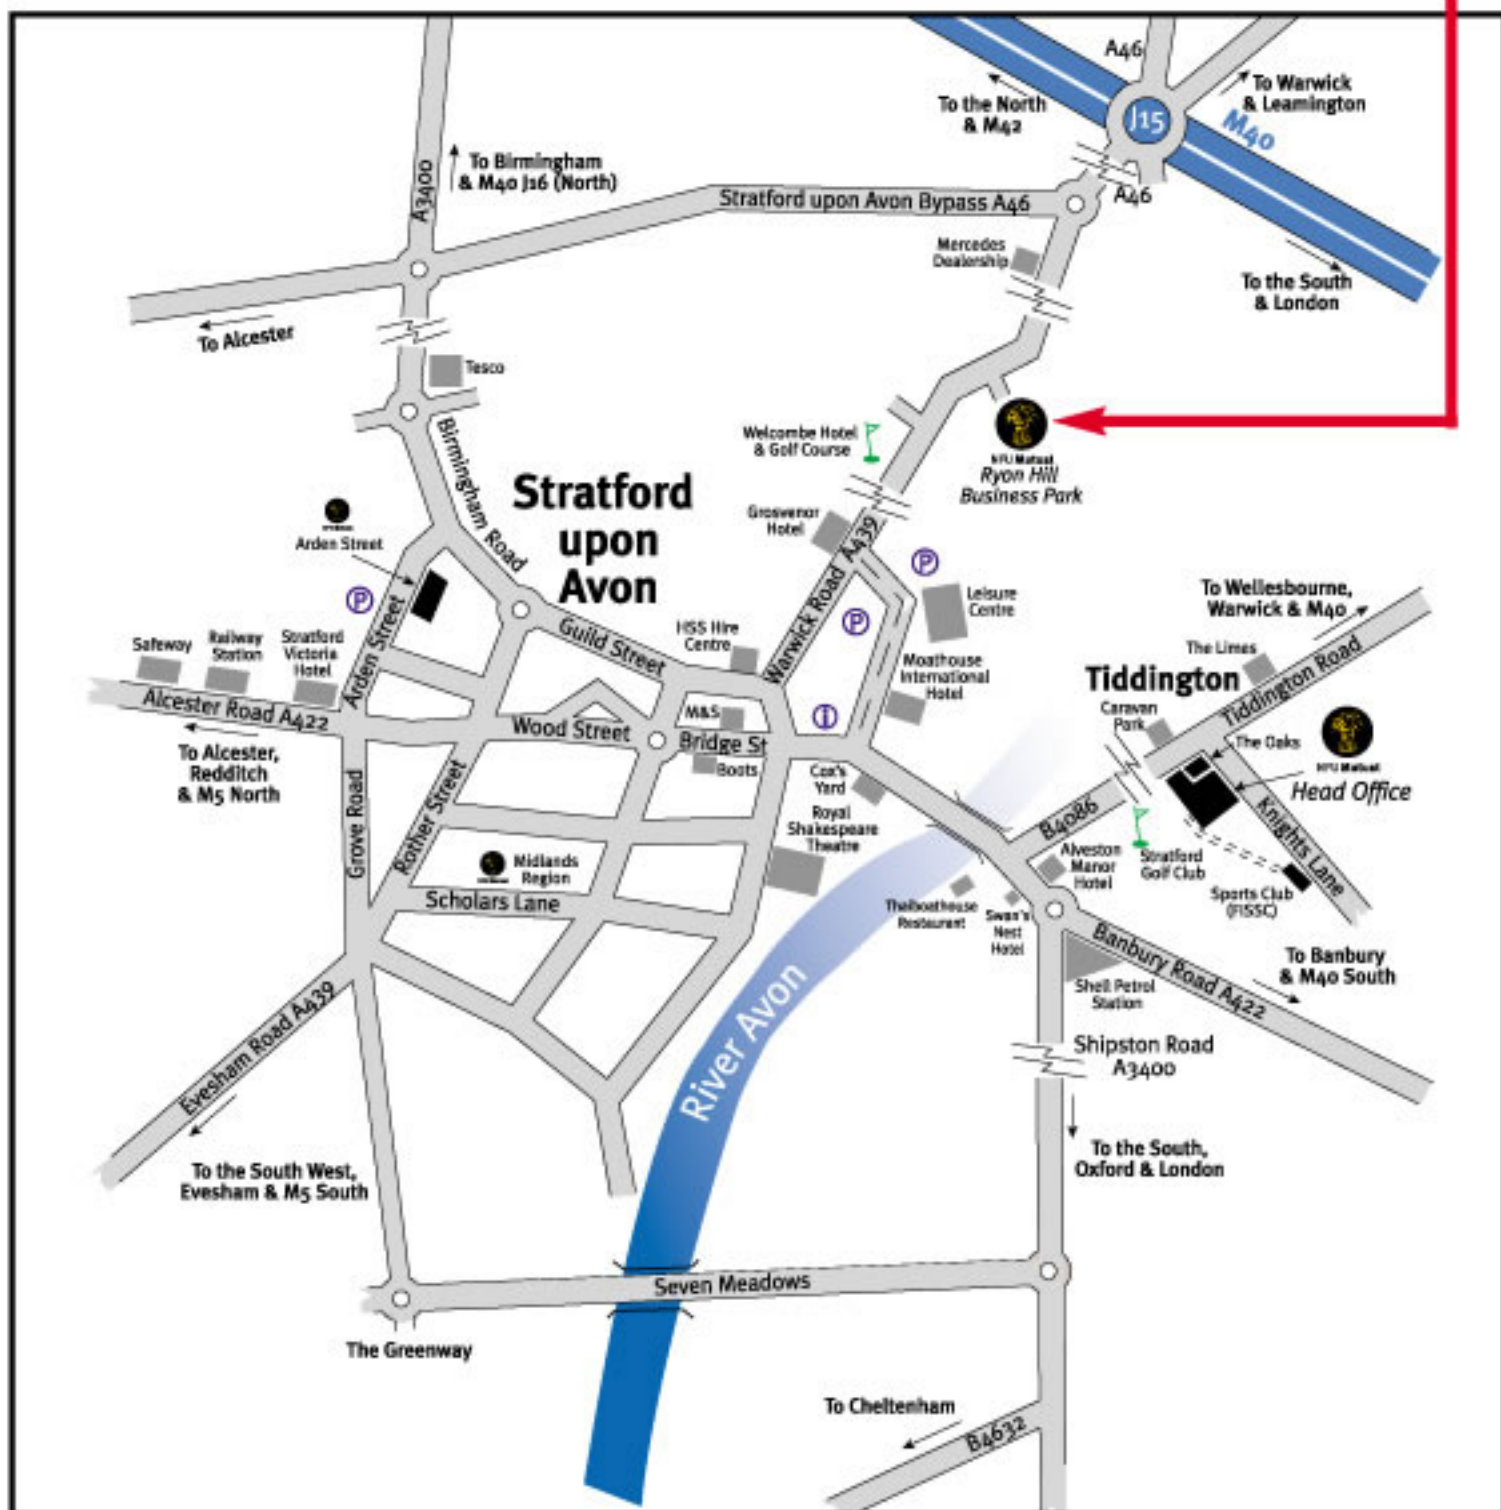 A46
To Warwick
& Leamington
To the North
& M42
J15
M40
To Birmingham
& M40 J16 (North)
A3400
Stratford upon Avon Bypass A46
A46
Mercedes
Dealership
To the South
& London
To Alcester
Tesco
Birmingham Road
Welcombe Hotel
& Golf Course
NFU Mutual
Ryon Hill
Business Park
Stratford
upon
Avon
Grosvenor
Hotel
A439
Warwick Road
Arden Street
P
P
P
Leisure
Centre
To Wellesbourne,
Warwick & M40
Safeway
Railway
Station
Stratford
Victoria
Hotel
Arden Street
Guild Street
HSS Hire
Centre
Moathouse
International
Hotel
The Limes
Tiddington
Tiddington Road
Alcester Road A422
To Alcester,
Redditch
& M5 North
Wood Street
M&S
Bridge St
Boots
i
Cox's
Yard
Caravan
Park
The Oaks
NFU Mutual
Head Office
Grove Road
Rother Street
Royal
Shakespeare
Theatre
B4086
Knights Lane
Midlands
Region
Scholars Lane
Alveston
Manor
Hotel
Stratford
Golf Club
Sports Club
(FISSC)
Thaiboathouse
Restaurant
Swan's
Nest
Hotel
Banbury Road A422
To Banbury
& M40 South
Shell Petrol
Station
River Avon
Evesham Road A439
Shipston Road
A3400
To the South West,
Evesham & M5 South
To the South,
Oxford & London
Seven Meadows
The Greenway
To Cheltenham
B4632